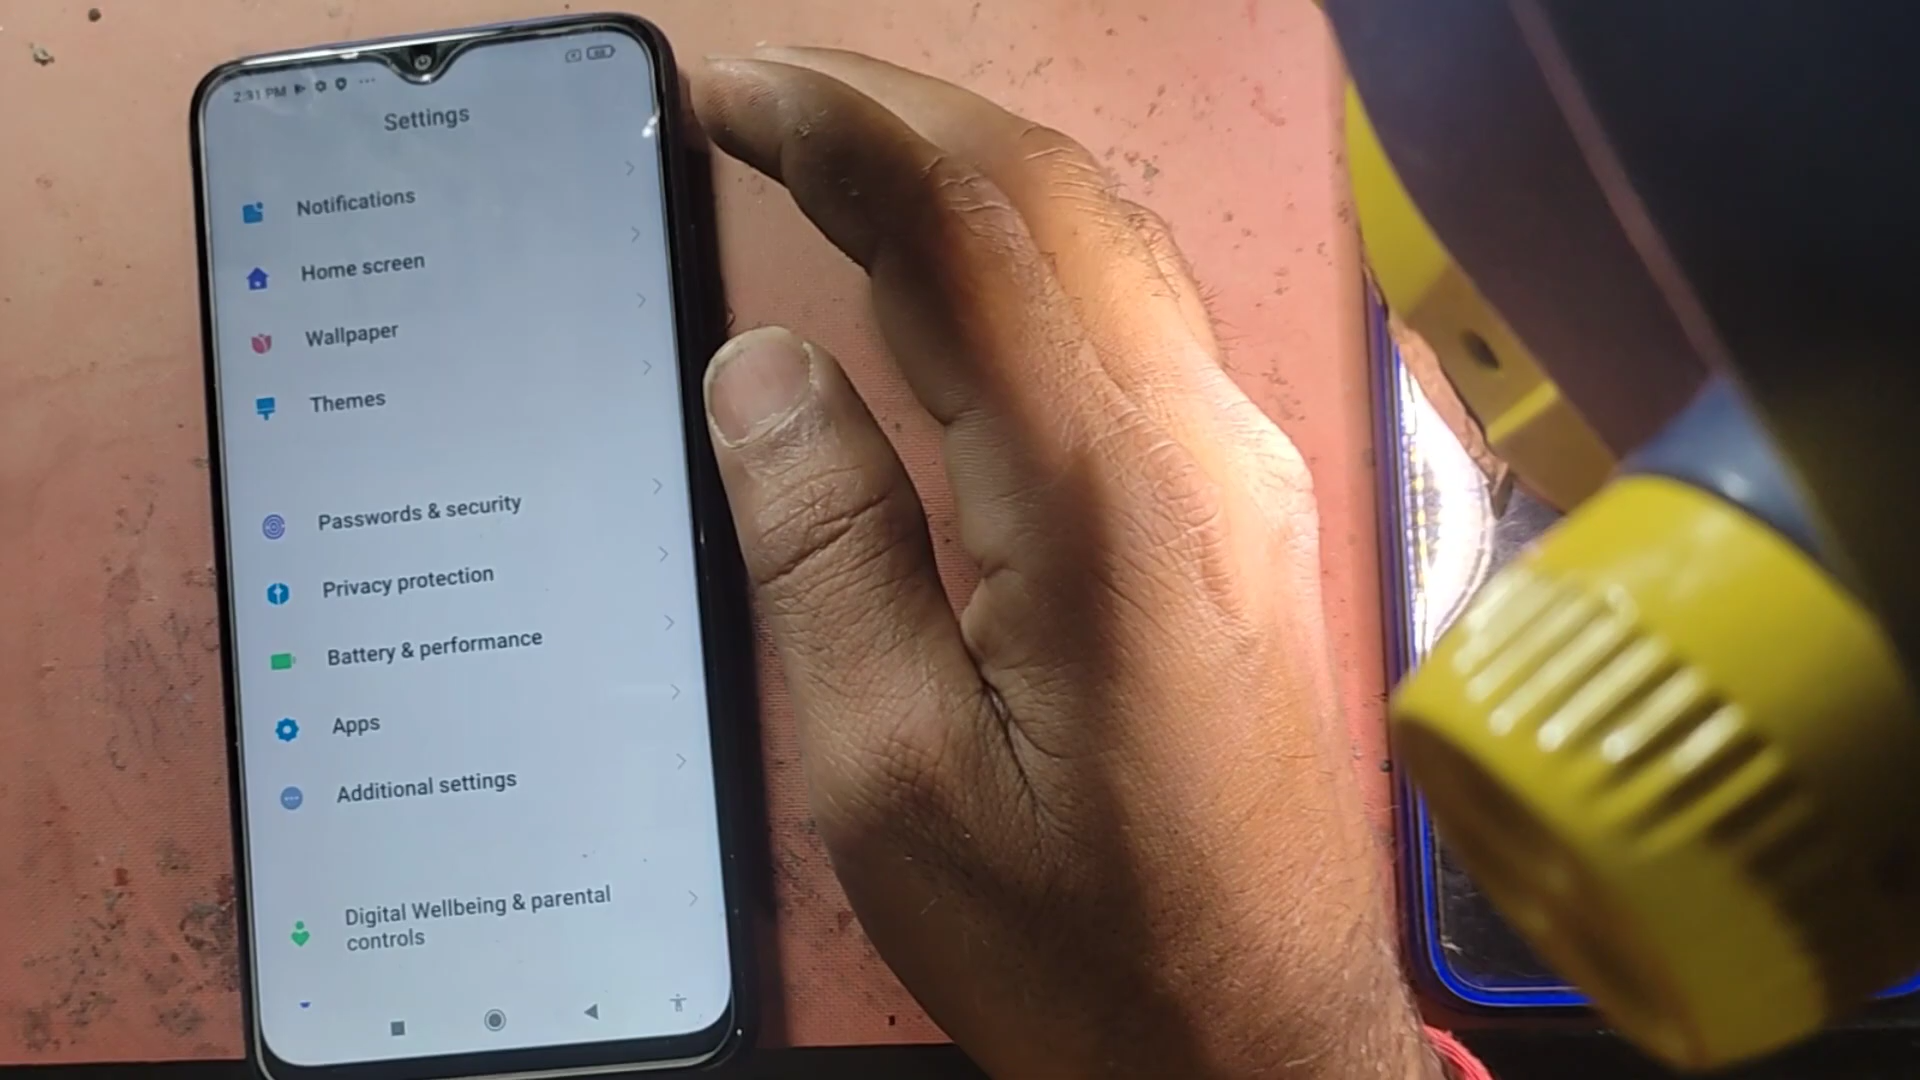 2:31 PM
Settings
Notifications
Home screen
Wallpaper
Themes
Passwords & security
Privacy protection
Battery & performance
Apps
Additional settings
Digital Wellbeing & parental
controls